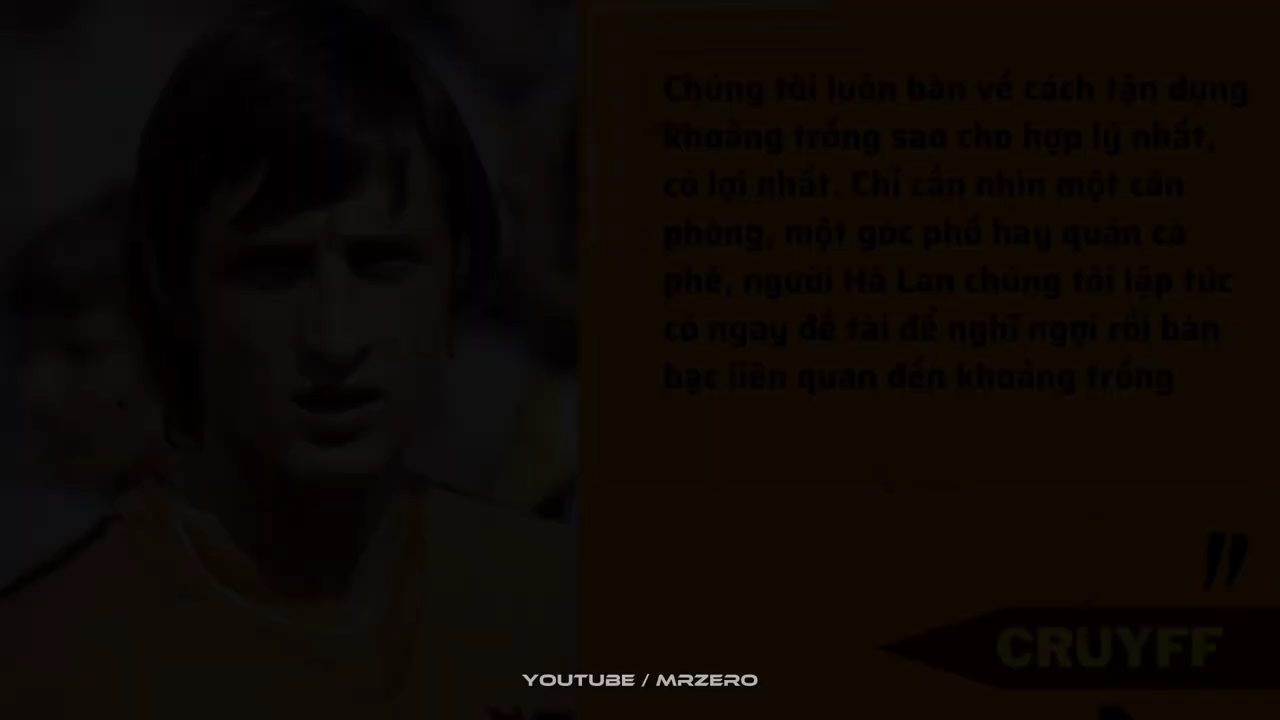 Chúng tôi luôn bàn về cách tận dụng
khoảng trống sao cho hợp lý nhất,
có lợi nhất. Chỉ cần nhìn một căn
phòng, một góc phố hay quán cà
phê, người Hà Lan chúng tôi lập tức
có ngay đề tài để nghĩ ngợi rồi bàn
bạc liên quan đến khoảng trống
"
CRUYFF
YOUTUBE / MRZERO